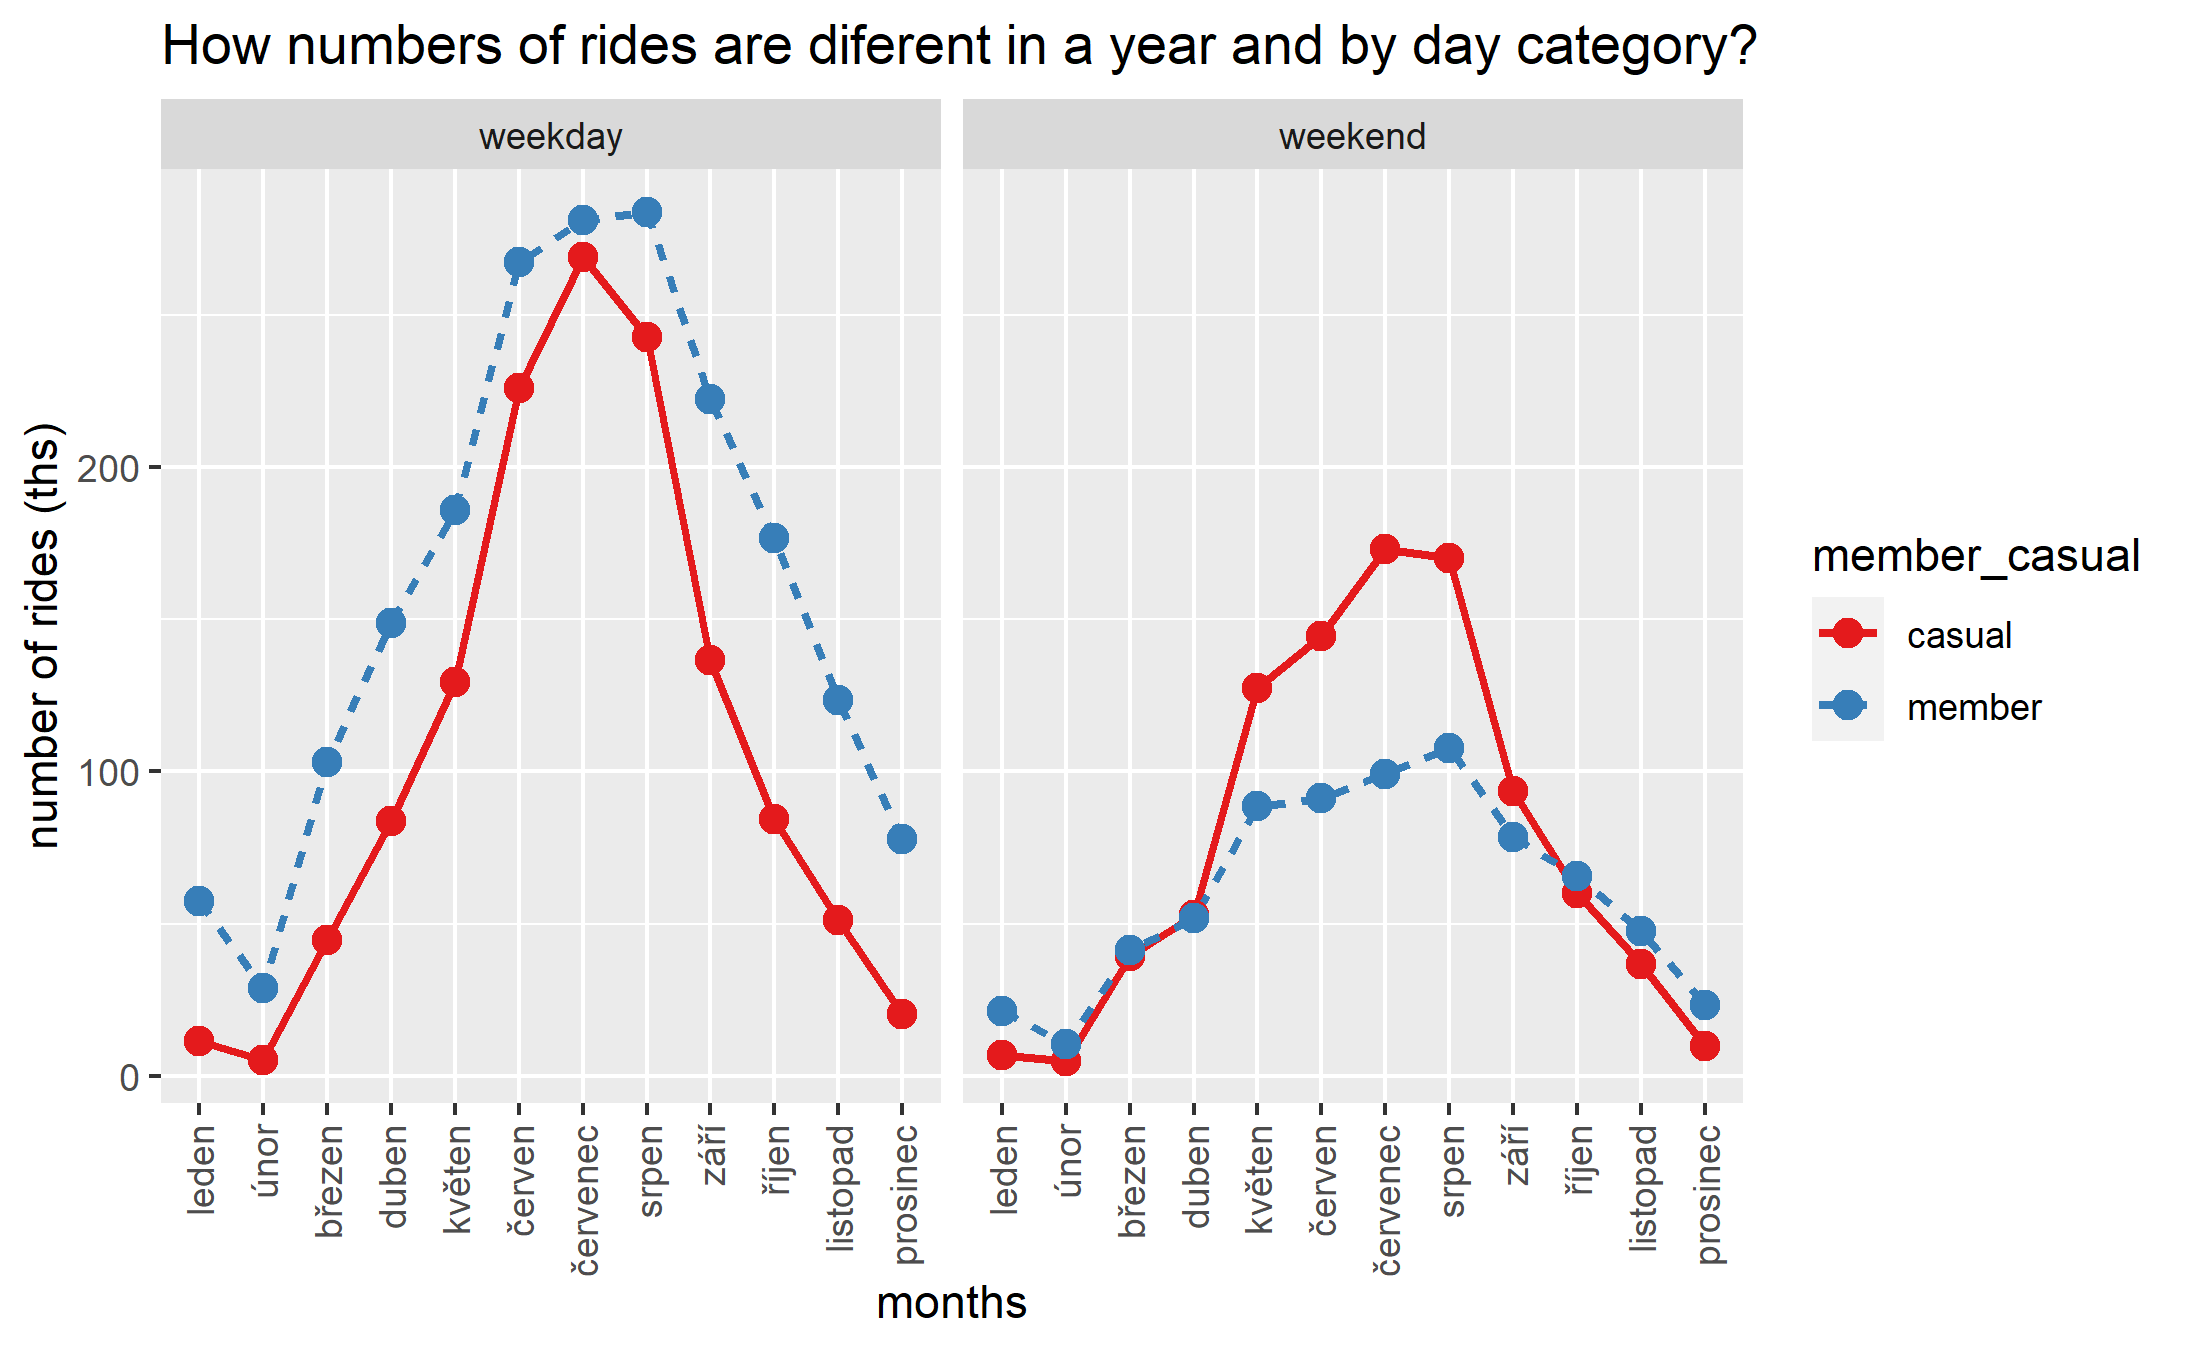 How numbers of rides are diferent in a year and by day category?
weekday
weekend
number of rides (ths)
200
100
0
leden
únor
březen
duben
květen
červen
červenec
srpen
září
říjen
listopad
prosinec
leden
únor
březen
duben
květen
červen
červenec
srpen
září
říjen
listopad
prosinec
months
member_casual
casual
member